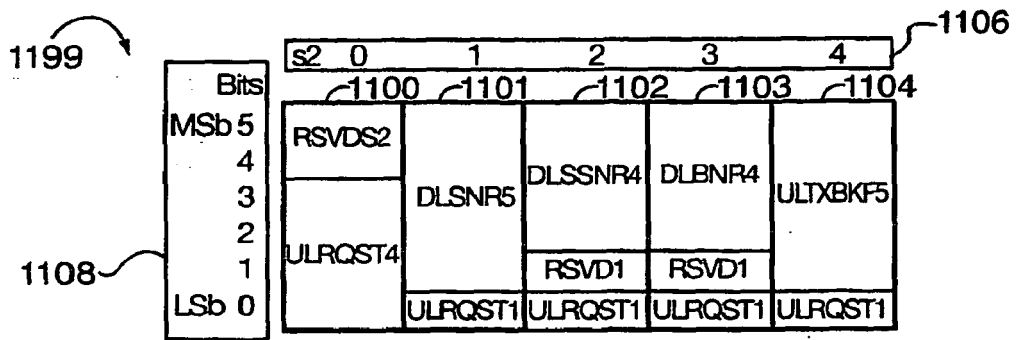 1199
1106
s2 0 1 2 3 4
Bits
1100 1101 1102 1103 1104
MSb 5
4
3
2
1
LSb 0
1108
RSVDS2
ULRQST4
DLSNR5
ULRQST1
DLSSNR4
RSVD1
ULRQST1
DLBNR4
RSVD1
ULRQST1
ULTXBKF5
ULRQST1